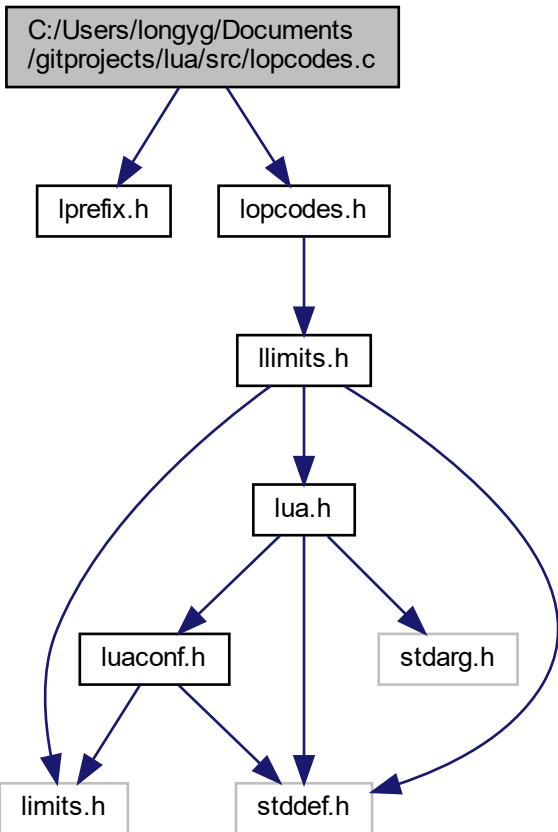 C:/Users/longyg/Documents
/gitprojects/lua/src/lopcodes.c
lprefix.h
lopcodes.h
llimits.h
lua.h
luaconf.h
stdarg.h
limits.h
stddef.h